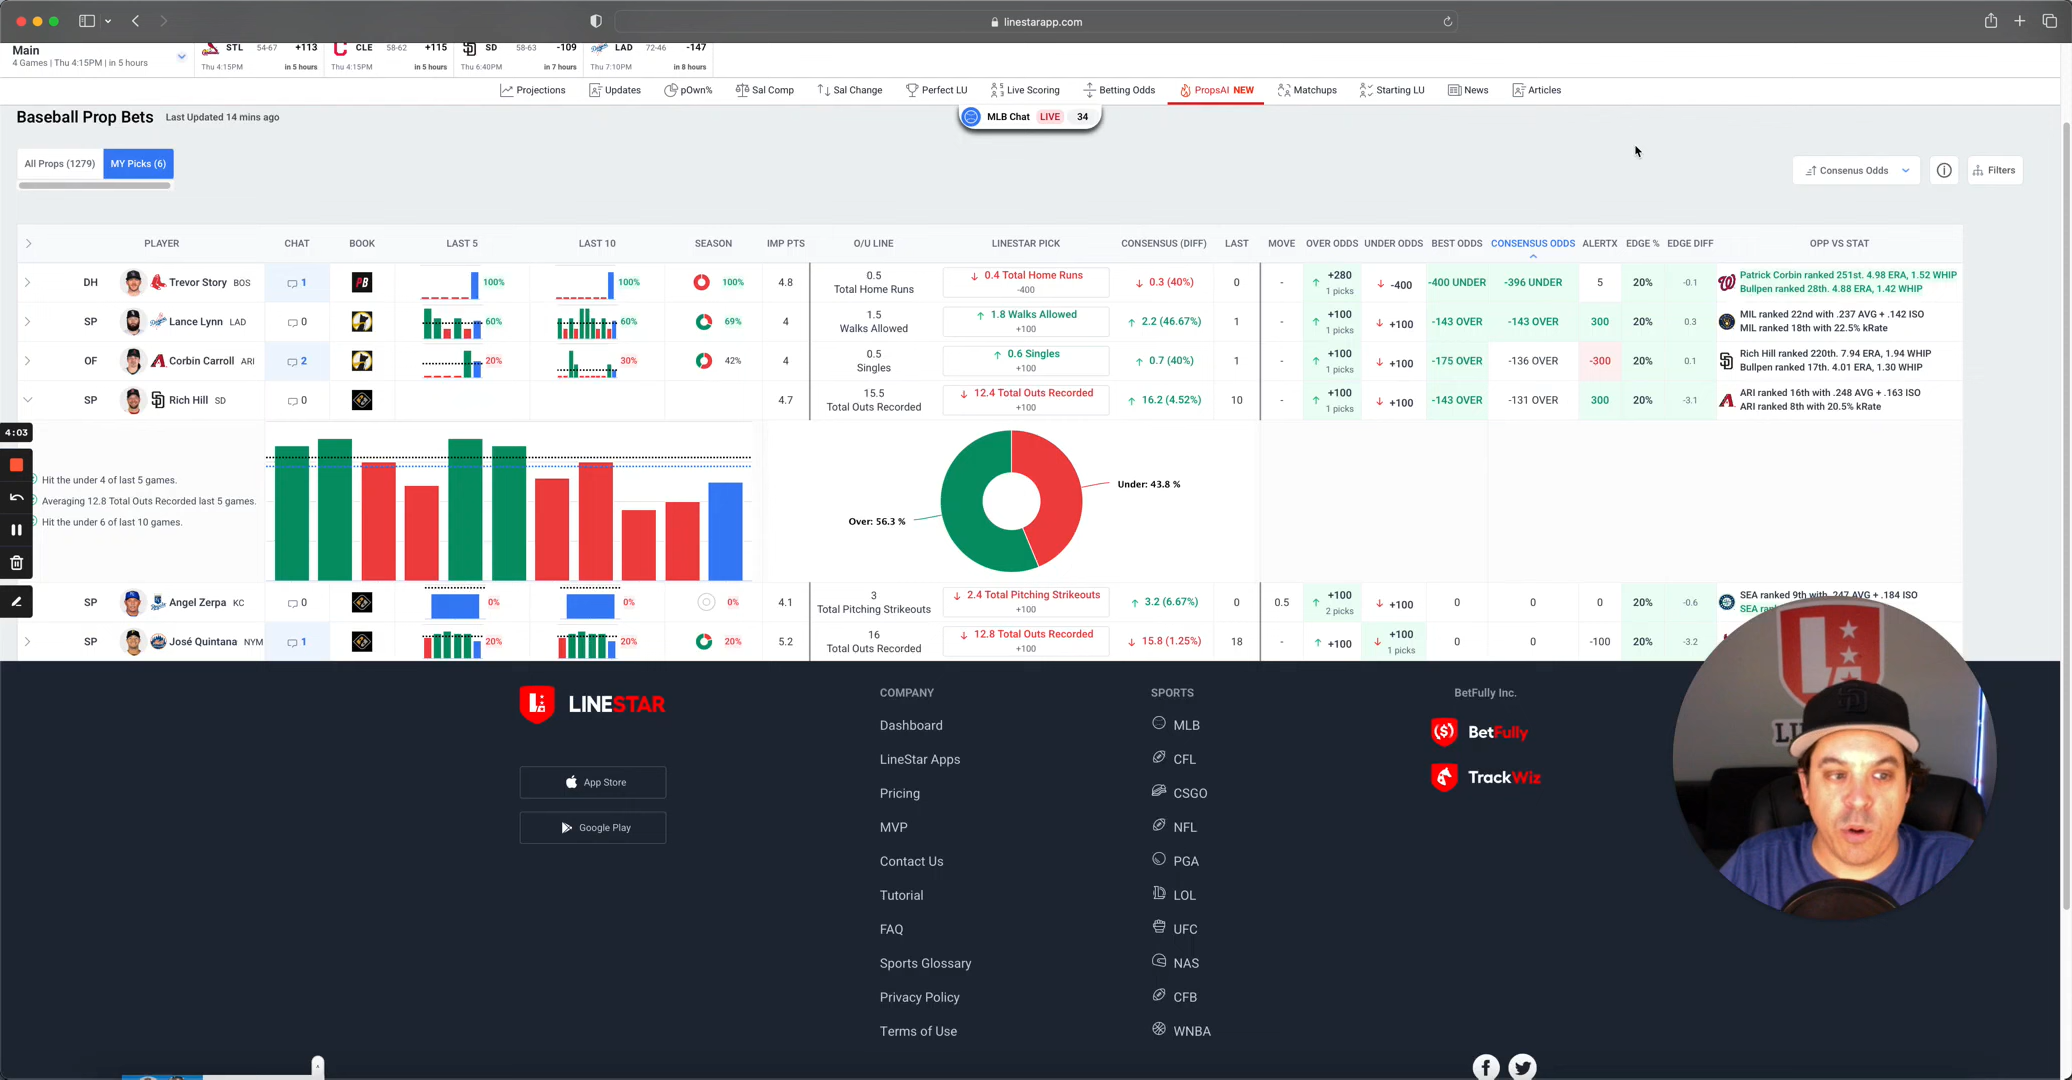 linestarapp.com
Main
4 Games | Thu 4:15PM | in 5 hours
STL 54-67 +113
Thu 4:15PM in 5 hours
CLE 58-62 +115
Thu 4:15PM in 5 hours
SD 58-63 -109
Thu 6:40PM in 7 hours
LAD 72-46 -147
Thu 7:10PM in 8 hours
Projections Updates pOwn% Sal Comp Sal Change Perfect LU Live Scoring Betting Odds PropsAI NEW Matchups Starting LU News Articles
Baseball Prop Bets Last Updated 14 mins ago
MLB Chat LIVE 34
All Props (1279) MY Picks (6)
Consenus Odds Filters
PLAYER CHAT BOOK LAST 5 LAST 10 SEASON IMP PTS O/U LINE LINESTAR PICK CONSENSUS (DIFF) LAST MOVE OVER ODDS UNDER ODDS BEST ODDS CONSENSUS ODDS ALERTX EDGE % EDGE DIFF OPP VS STAT
DH Trevor Story BOS 1 PB 100% 100% 100% 4.8 0.5 Total Home Runs 0.4 Total Home Runs -400 0.3 (40%) 0 - +280 1 picks -400 -400 UNDER -396 UNDER 5 20% -0.1 Patrick Corbin ranked 251st. 4.98 ERA, 1.52 WHIP
Bullpen ranked 28th. 4.88 ERA, 1.42 WHIP
SP Lance Lynn LAD 0 60% 60% 69% 4 1.5 Walks Allowed 1.8 Walks Allowed +100 2.2 (46.67%) 1 - +100 1 picks +100 -143 OVER -143 OVER 300 20% 0.3 MIL ranked 22nd with .237 AVG + .142 ISO
MIL ranked 18th with 22.5% kRate
OF Corbin Carroll ARI 2 20% 30% 42% 4 0.5 Singles 0.6 Singles +100 0.7 (40%) 1 - +100 1 picks +100 -175 OVER -136 OVER -300 20% 0.1 Rich Hill ranked 220th. 7.94 ERA, 1.94 WHIP
Bullpen ranked 17th. 4.01 ERA, 1.30 WHIP
SP Rich Hill SD 0 4.7 15.5 Total Outs Recorded 12.4 Total Outs Recorded +100 16.2 (4.52%) 10 - +100 1 picks +100 -143 OVER -131 OVER 300 20% -3.1 ARI ranked 16th with .248 AVG + .163 ISO
ARI ranked 8th with 20.5% kRate
4:03
Hit the under 4 of last 5 games.
Averaging 12.8 Total Outs Recorded last 5 games.
Hit the under 6 of last 10 games.
Under: 43.8 %
Over: 56.3 %
SP Angel Zerpa KC 0 0% 0% 0% 4.1 3 Total Pitching Strikeouts 2.4 Total Pitching Strikeouts +100 3.2 (6.67%) 0 0.5 +100 2 picks +100 0 0 0 20% -0.6 SEA ranked 9th with .247 AVG + .184 ISO
SEA
SP José Quintana NYM 1 20% 20% 20% 5.2 16 Total Outs Recorded 12.8 Total Outs Recorded +100 15.8 (1.25%) 18 - +100 +100 1 picks 0 0 -100 20% -3.2
LINESTAR
App Store
Google Play
COMPANY
Dashboard
LineStar Apps
Pricing
MVP
Contact Us
Tutorial
FAQ
Sports Glossary
Privacy Policy
Terms of Use
SPORTS
MLB
CFL
CSGO
NFL
PGA
LOL
UFC
NAS
CFB
WNBA
BetFully Inc.
BetFully
TrackWiz